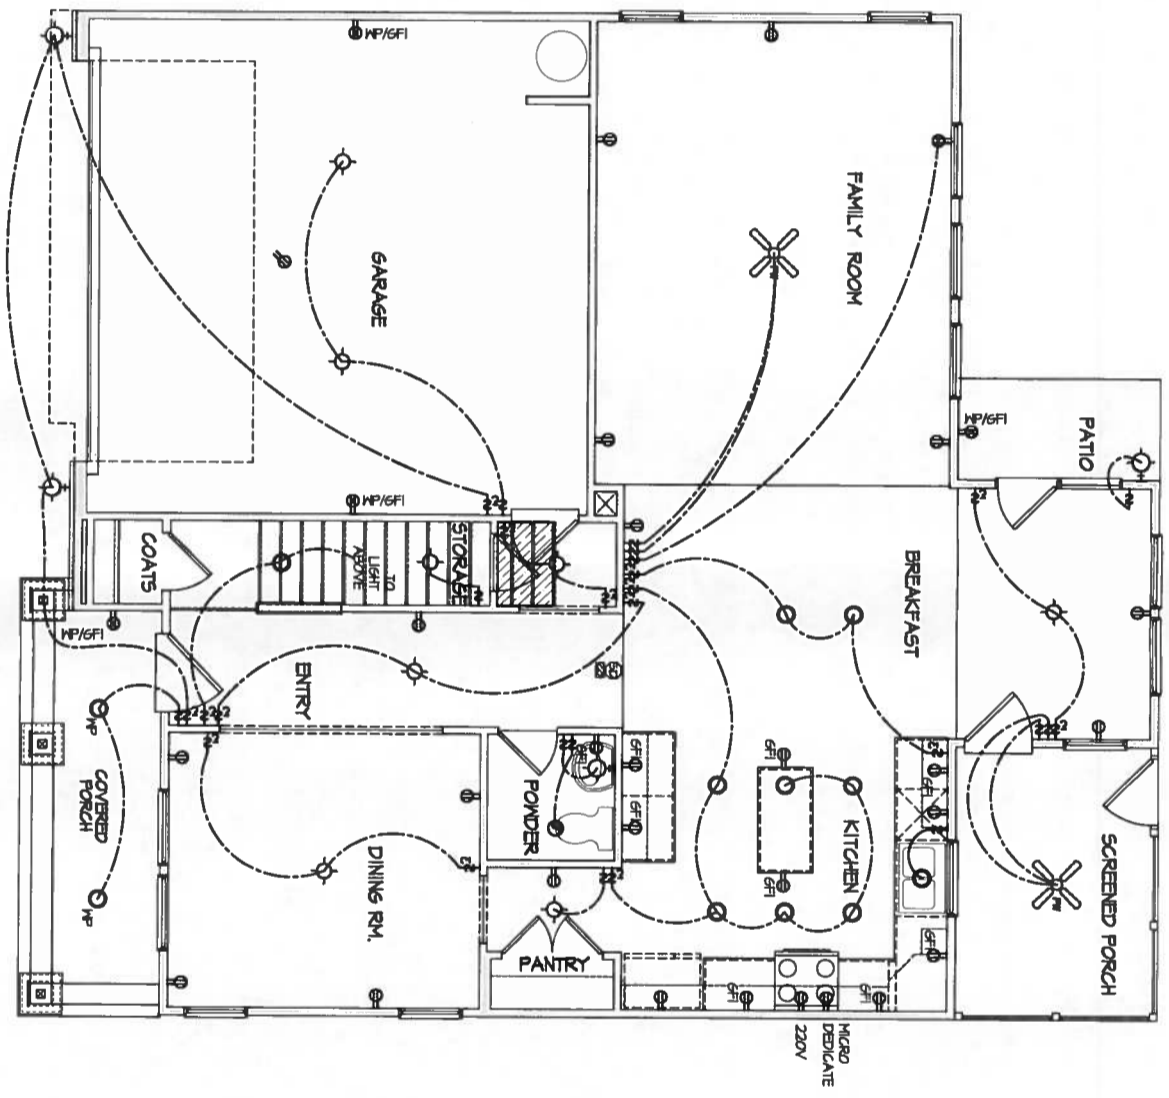 WP/GFI
FAMILY ROOM
GARAGE
WP/GFI
PATIO
WP/GFI
COATS
LIGHT
TO
ABOVE
STORAGE
BREAKFAST
WP/GFI
ENTRY
SD
WP
COVERED
PORCH
WP
DINING RM.
POWDER
GFI
GFI
GFI
GFI
KITCHEN
GFI
GFI
GFI
PANTRY
GFI
GFI
SCREENED PORCH
MICRO
DEDICATE
220V